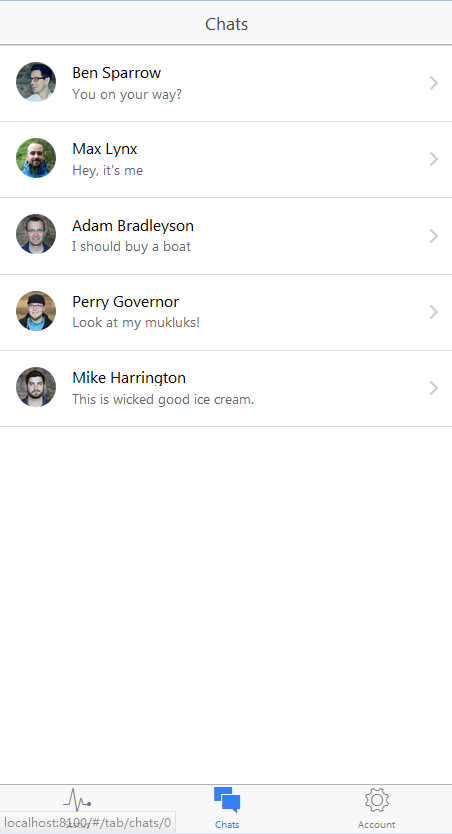 Chats
Ben Sparrow
You on your way?
Max Lynx
Hey, it's me
Adam Bradleyson
I should buy a boat
Perry Governor
Look at my mukluks!
Mike Harrington
This is wicked good ice cream.
Status
Chats
Account
localhost:8100/#/tab/chats/0